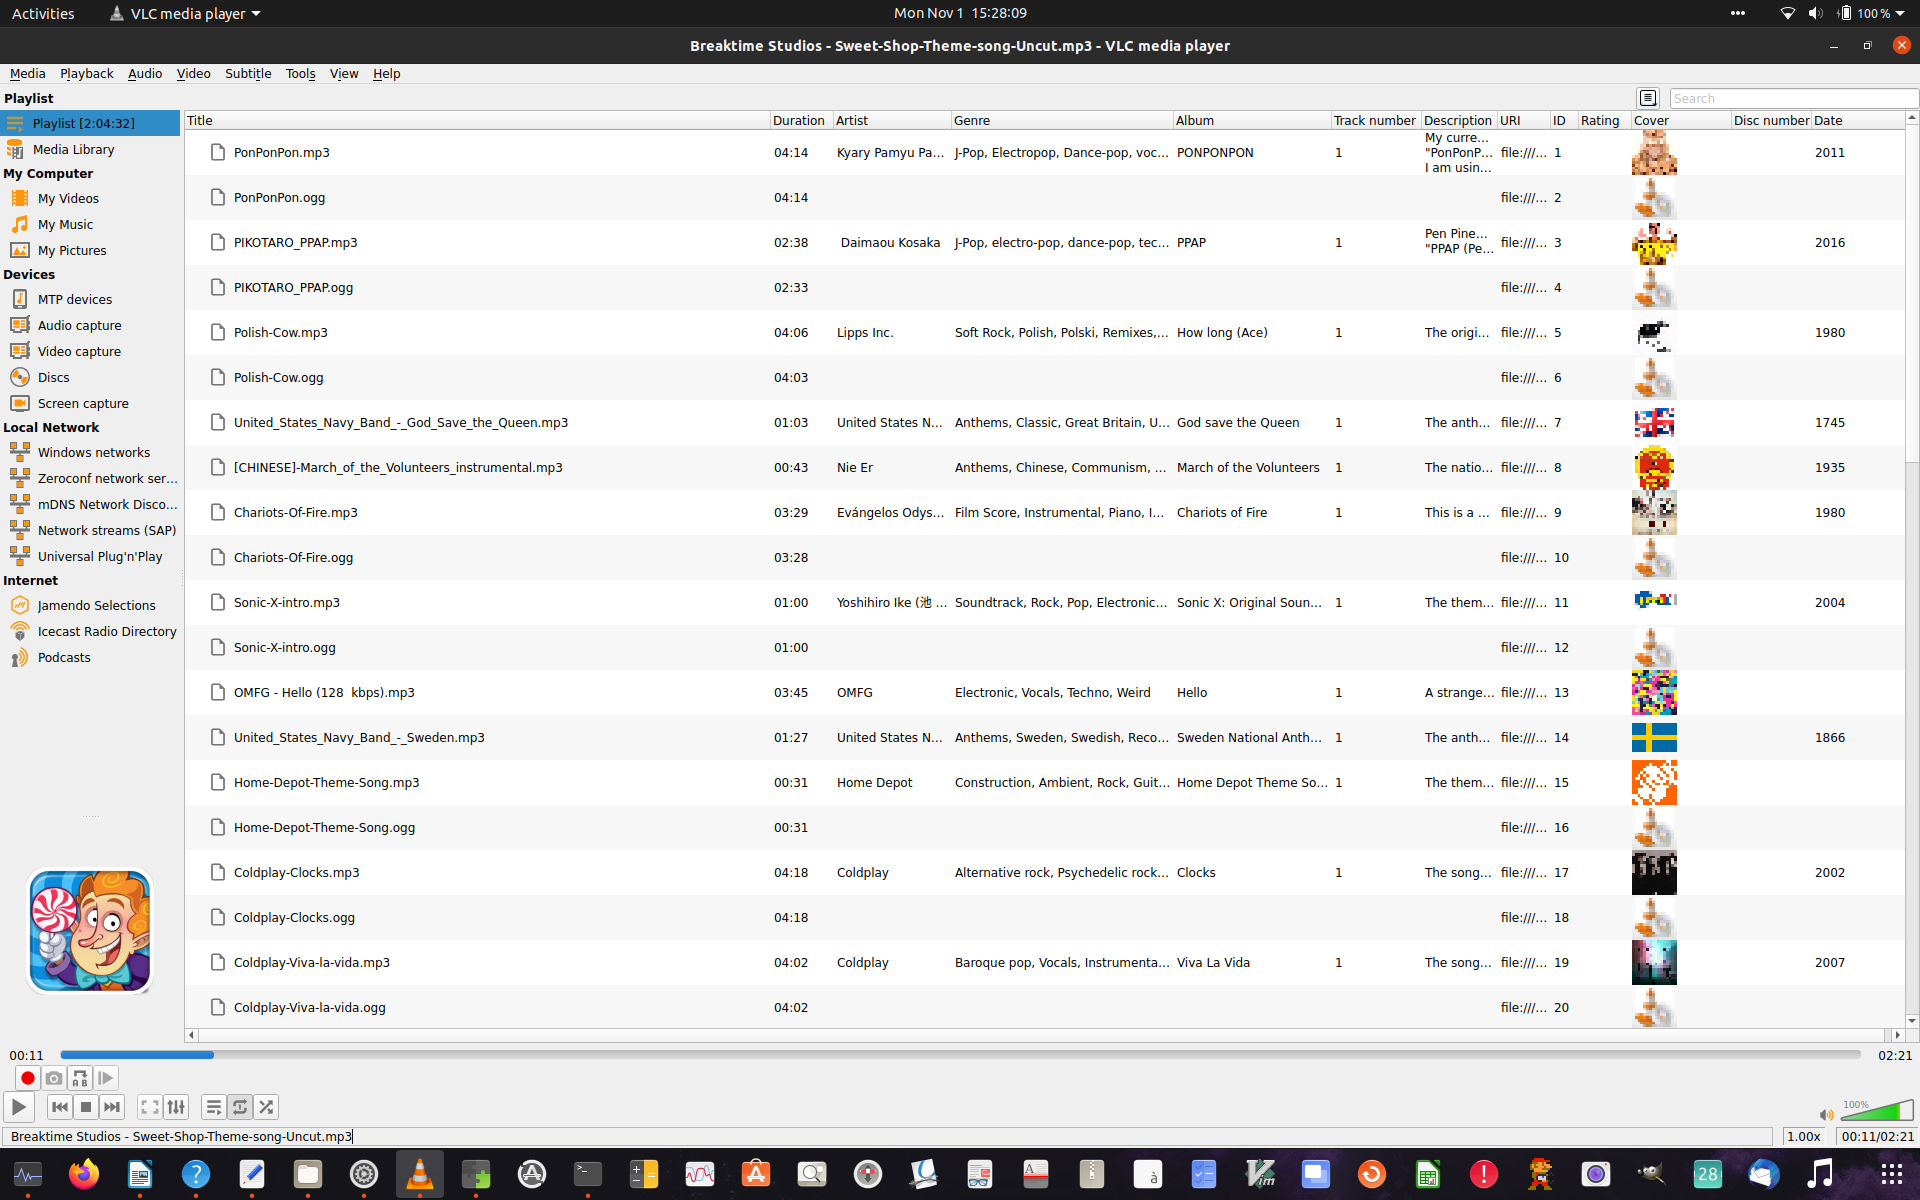 Activities VLC media player Mon Nov 1 15:28:09 100 %
Breaktime Studios - Sweet-Shop-Theme-song-Uncut.mp3 - VLC media player
Media Playback Audio Video Subtitle Tools View Help
Playlist
Search
Playlist [2:04:32]
Media Library
My Computer
My Videos
My Music
My Pictures
Devices
MTP devices
Audio capture
Video capture
Discs
Screen capture
Local Network
Windows networks
Zeroconf network ser...
mDNS Network Disco...
Network streams (SAP)
Universal Plug'n'Play
Internet
Jamendo Selections
Icecast Radio Directory
Podcasts
Title Duration Artist Genre Album Track number Description URI ID Rating Cover Disc number Date
PonPonPon.mp3 04:14 Kyary Pamyu Pa... J-Pop, Electropop, Dance-pop, voc... PONPONPON 1 My curre... "PonPonP... I am usin... file:///... 1 2011
PonPonPon.ogg 04:14 file:///... 2
PIKOTARO_PPAP.mp3 02:38 Daimaou Kosaka J-Pop, electro-pop, dance-pop, tec... PPAP 1 Pen Pine... "PPAP (Pe... file:///... 3 2016
PIKOTARO_PPAP.ogg 02:33 file:///... 4
Polish-Cow.mp3 04:06 Lipps Inc. Soft Rock, Polish, Polski, Remixes,... How long (Ace) 1 The origi... file:///... 5 1980
Polish-Cow.ogg 04:03 file:///... 6
United_States_Navy_Band_-_God_Save_the_Queen.mp3 01:03 United States N... Anthems, Classic, Great Britain, U... God save the Queen 1 The anth... file:///... 7 1745
[CHINESE]-March_of_the_Volunteers_instrumental.mp3 00:43 Nie Er Anthems, Chinese, Communism, ... March of the Volunteers 1 The natio... file:///... 8 1935
Chariots-Of-Fire.mp3 03:29 Evángelos Odys... Film Score, Instrumental, Piano, I... Chariots of Fire 1 This is a ... file:///... 9 1980
Chariots-Of-Fire.ogg 03:28 file:///... 10
Sonic-X-intro.mp3 01:00 Yoshihiro Ike (池 ... Soundtrack, Rock, Pop, Electronic... Sonic X: Original Soun... 1 The them... file:///... 11 2004
Sonic-X-intro.ogg 01:00 file:///... 12
OMFG - Hello (128 kbps).mp3 03:45 OMFG Electronic, Vocals, Techno, Weird Hello 1 A strange... file:///... 13
United_States_Navy_Band_-_Sweden.mp3 01:27 United States N... Anthems, Sweden, Swedish, Reco... Sweden National Anth... 1 The anth... file:///... 14 1866
Home-Depot-Theme-Song.mp3 00:31 Home Depot Construction, Ambient, Rock, Guit... Home Depot Theme So... 1 The them... file:///... 15
Home-Depot-Theme-Song.ogg 00:31 file:///... 16
Coldplay-Clocks.mp3 04:18 Coldplay Alternative rock, Psychedelic rock... Clocks 1 The song... file:///... 17 2002
Coldplay-Clocks.ogg 04:18 file:///... 18
Coldplay-Viva-la-vida.mp3 04:02 Coldplay Baroque pop, Vocals, Instrumenta... Viva La Vida 1 The song... file:///... 19 2007
Coldplay-Viva-la-vida.ogg 04:02 file:///... 20
00:11 02:21
A B
100%
Breaktime Studios - Sweet-Shop-Theme-song-Uncut.mp3 1.00x 00:11/02:21
28